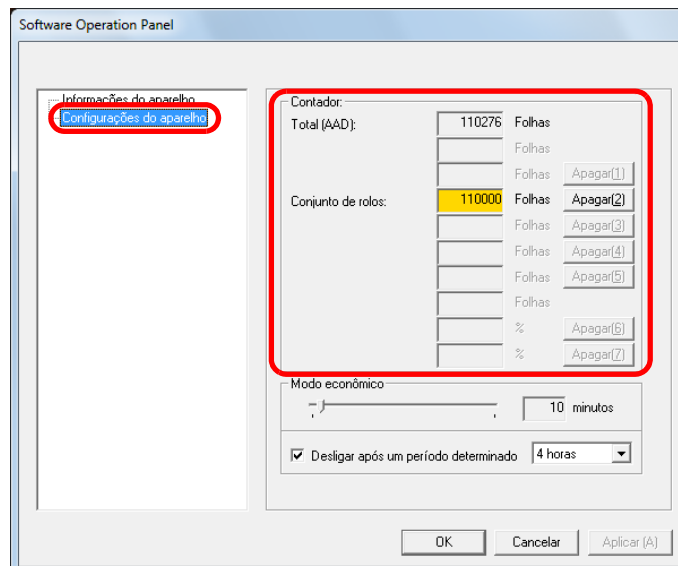 Software Operation Panel
Informações do aparelho
Configurações do aparelho
Contador:
Total (AAD): 110276 Folhas
Folhas
Folhas Apagar(1)
Conjunto de rolos: 110000 Folhas Apagar(2)
Folhas Apagar(3)
Folhas Apagar(4)
Folhas Apagar(5)
Folhas
% Apagar(6)
% Apagar(7)
Modo econômico
10 minutos
Desligar após um período determinado 4 horas
OK Cancelar Aplicar (A)